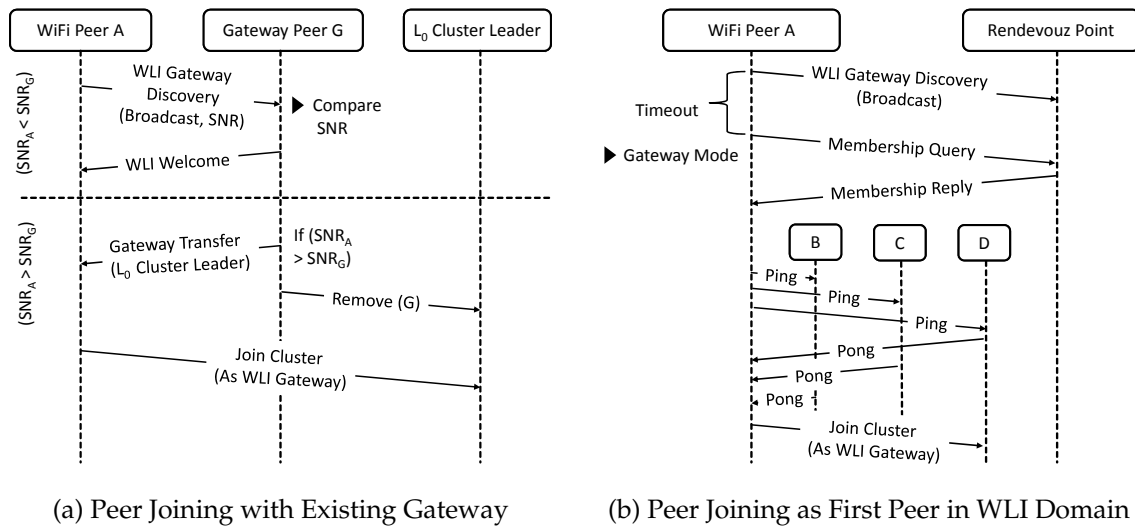 WiFi Peer A
Gateway Peer G
L0 Cluster Leader
(SNRA < SNRG)
WLI Gateway
Discovery
(Broadcast, SNR)
Compare
SNR
WLI Welcome
(SNRA > SNRG)
Gateway Transfer
(L0 Cluster Leader)
If (SNRA
> SNRG)
Remove (G)
Join Cluster
(As WLI Gateway)
(a) Peer Joining with Existing Gateway
WiFi Peer A
Rendevouz Point
WLI Gateway Discovery
(Broadcast)
Timeout
Membership Query
Gateway Mode
Membership Reply
B
C
D
Ping
Ping
Ping
Pong
Pong
Pong
Join Cluster
(As WLI Gateway)
(b) Peer Joining as First Peer in WLI Domain